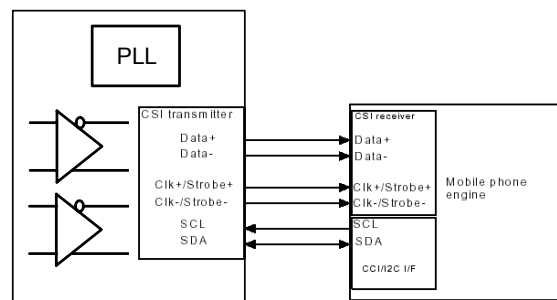 PLL
CSI transmitter
Data+
Data-
Clk+/Strobe+
Clk-/Strobe-
SCL
SDA
CSI receiver
Data+
Data-
Clk+/Strobe+
Clk-/Strobe-
SCL
SDA
CCI/I2C I/F
Mobile phone
engine